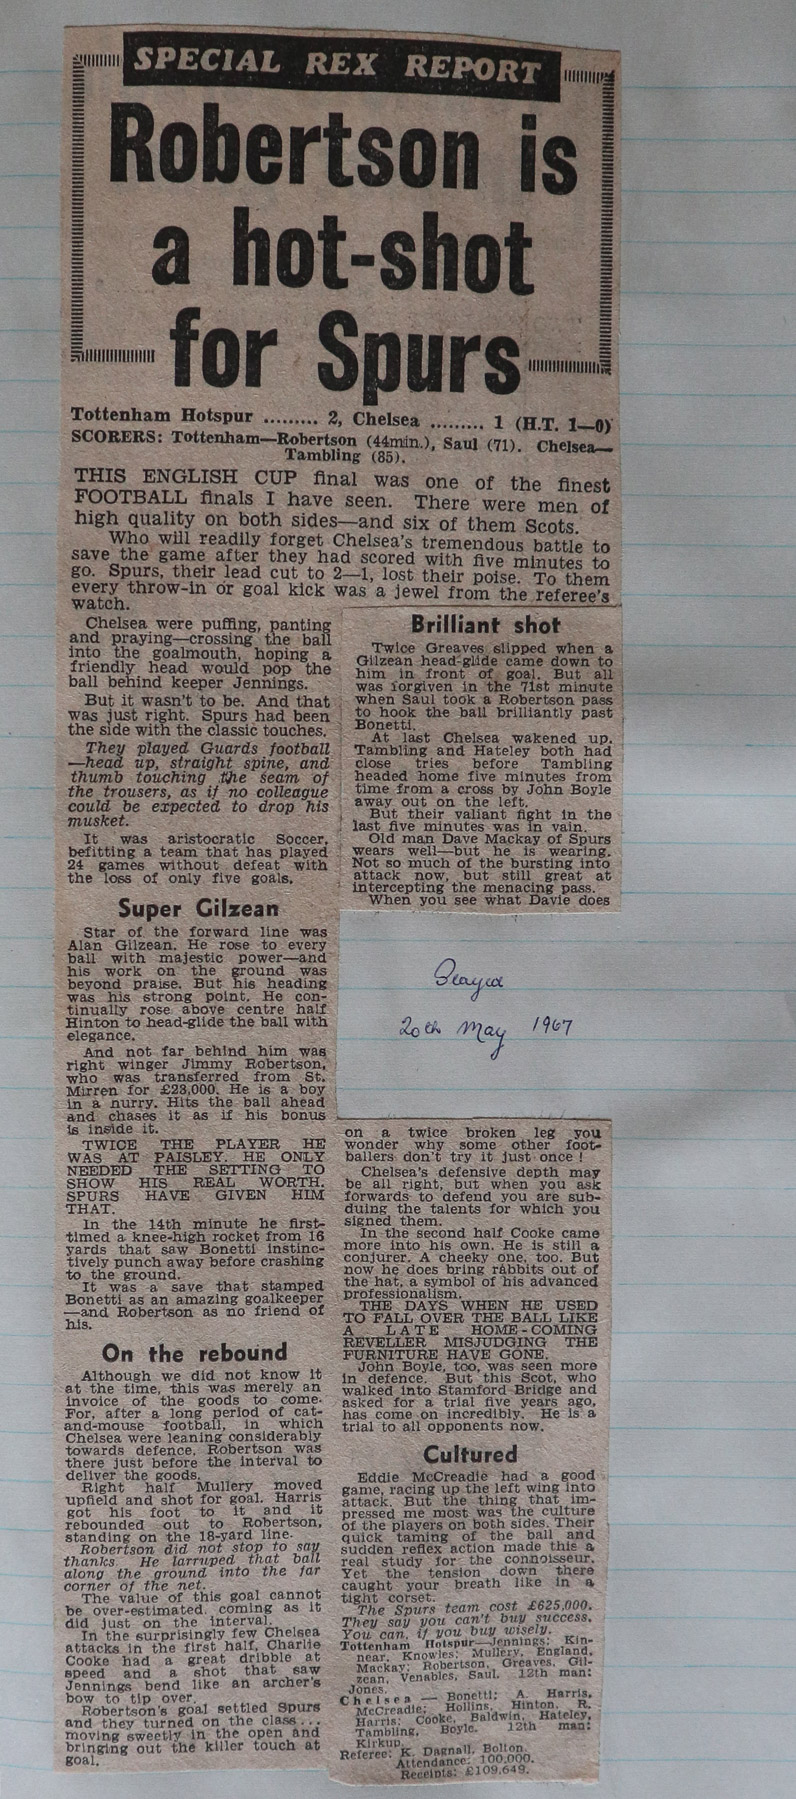 SPECIAL REX REPORT
Robertson is
a hot-shot
for Spurs
Tottenham Hotspur ......... 2, Chelsea ......... 1 (H.T. 1—0)
SCORERS: Tottenham—Robertson (44min.), Saul (71). Chelsea—
Tambling (85).
THIS ENGLISH CUP final was one of the finest
FOOTBALL finals I have seen. There were men of
high quality on both sides—and six of them Scots.
Who will readily forget Chelsea's tremendous battle to
save the game after they had scored with five minutes to
go. Spurs, their lead cut to 2—1, lost their poise. To them
every throw-in or goal kick was a jewel from the referee's
watch.
Chelsea were puffing, panting
and praying—crossing the ball
into the goalmouth, hoping a
friendly head would pop the
ball behind keeper Jennings.
But it wasn't to be. And that
was just right. Spurs had been
the side with the classic touches.
They played Guards football
—head up, straight spine, and
thumb touching the seam of
the trousers, as if no colleague
could be expected to drop his
musket.
It was aristocratic Soccer,
befitting a team that has played
24 games without defeat with
the loss of only five goals.
Super Gilzean
Star of the forward line was
Alan Gilzean. He rose to every
ball with majestic power—and
his work on the ground was
beyond praise. But his heading
was his strong point. He con-
tinually rose above centre half
Hinton to head-glide the ball with
elegance.
And not far behind him was
right winger Jimmy Robertson,
who was transferred from St.
Mirren for £23,000. He is a boy
in a hurry. Hits the ball ahead
and chases it as if his bonus
is inside it.
TWICE THE PLAYER HE
WAS AT PAISLEY. HE ONLY
NEEDED THE SETTING TO
SHOW HIS REAL WORTH.
SPURS HAVE GIVEN HIM
THAT.
In the 14th minute he first-
timed a knee-high rocket from 16
yards that saw Bonetti instinc-
tively punch away before crashing
to the ground.
It was a save that stamped
Bonetti as an amazing goalkeeper
—and Robertson as no friend of
his.
On the rebound
Although we did not know it
at the time, this was merely an
invoice of the goods to come.
For, after a long period of cat-
and-mouse football, in which
Chelsea were leaning considerably
towards defence, Robertson was
there just before the interval to
deliver the goods.
Right half Mullery moved
upfield and shot for goal. Harris
got his foot to it and it
rebounded out to Robertson,
standing on the 18-yard line.
Robertson did not stop to say
thanks. He larruped that ball
along the ground into the far
corner of the net.
The value of this goal cannot
be over-estimated, coming as it
did just on the interval.
In the surprisingly few Chelsea
attacks in the first half, Charlie
Cooke had a great dribble at
speed and a shot that saw
Jennings bend like an archer's
bow to tip over.
Robertson's goal settled Spurs
and they turned on the class . . .
moving sweetly in the open and
bringing out the killer touch at
goal.
Brilliant shot
Twice Greaves slipped when a
Gilzean head-glide came down to
him in front of goal. But all
was forgiven in the 71st minute
when Saul took a Robertson pass
to hook the ball brilliantly past
Bonetti.
At last Chelsea wakened up.
Tambling and Hateley both had
close tries before Tambling
headed home five minutes from
time from a cross by John Boyle
away out on the left.
But their valiant fight in the
last five minutes was in vain.
Old man Dave Mackay of Spurs
wears well—but he is wearing.
Not so much of the bursting into
attack now, but still great at
intercepting the menacing pass.
When you see what Davie does
Played
20th May 1967
on a twice broken leg you
wonder why some other foot-
ballers don't try it just once !
Chelsea's defensive depth may
be all right, but when you ask
forwards to defend you are sub-
duing the talents for which you
signed them.
In the second half Cooke came
more into his own. He is still a
conjurer. A cheeky one, too. But
now he does bring rabbits out of
the hat, a symbol of his advanced
professionalism.
THE DAYS WHEN HE USED
TO FALL OVER THE BALL LIKE
A LATE HOME-COMING
REVELLER MISJUDGING THE
FURNITURE HAVE GONE.
John Boyle, too, was seen more
in defence. But this Scot, who
walked into Stamford Bridge and
asked for a trial five years ago,
has come on incredibly. He is a
trial to all opponents now.
Cultured
Eddie McCreadie had a good
game, racing up the left wing into
attack. But the thing that im-
pressed me most was the culture
of the players on both sides. Their
quick taming of the ball and
sudden reflex action made this a
real study for the connoisseur.
Yet the tension down there
caught your breath like in a
tight corset.
The Spurs team cost £625,000.
They say you can't buy success.
You can, if you buy wisely.
Tottenham Hotspur—Jennings; Kin-
near, Knowles; Mullery, England,
Mackay; Robertson, Greaves, Gil-
zean, Venables, Saul. 12th man:
Jones.
Chelsea — Bonetti; A. Harris,
McCreadie; Hollins, Hinton, R.
Harris; Cooke, Baldwin, Hateley,
Tambling, Boyle. 12th man:
Kirkup.
Referee: K. Dagnall, Bolton.
Attendance: 100,000.
Receipts: £109,649.